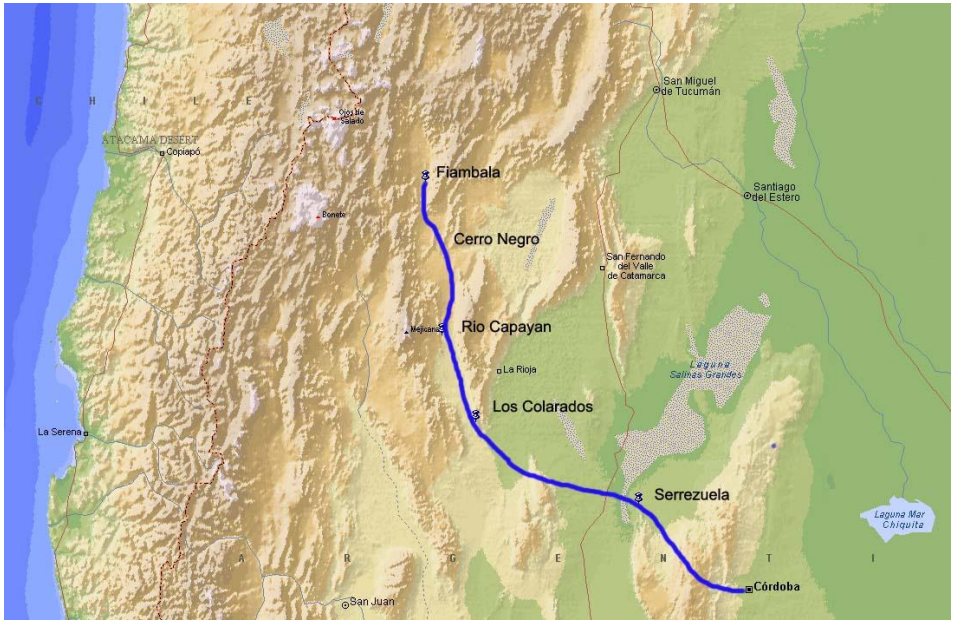 San Miguel
de Tucumán
C H I L E
Ojos de
Salado
ATACAMA DESERT
Copiapó
Fiambala
Santiago
del Estero
Bonete
Cerro Negro
San Fernando
del Valle
de Catamarca
Rio Capayan
Mejicana
La Rioja
Laguna
Salinas Grandes
Los Colarados
La Serena
Serrezuela
Laguna Mar
Chiquita
A R G E N T I
Córdoba
San Juan